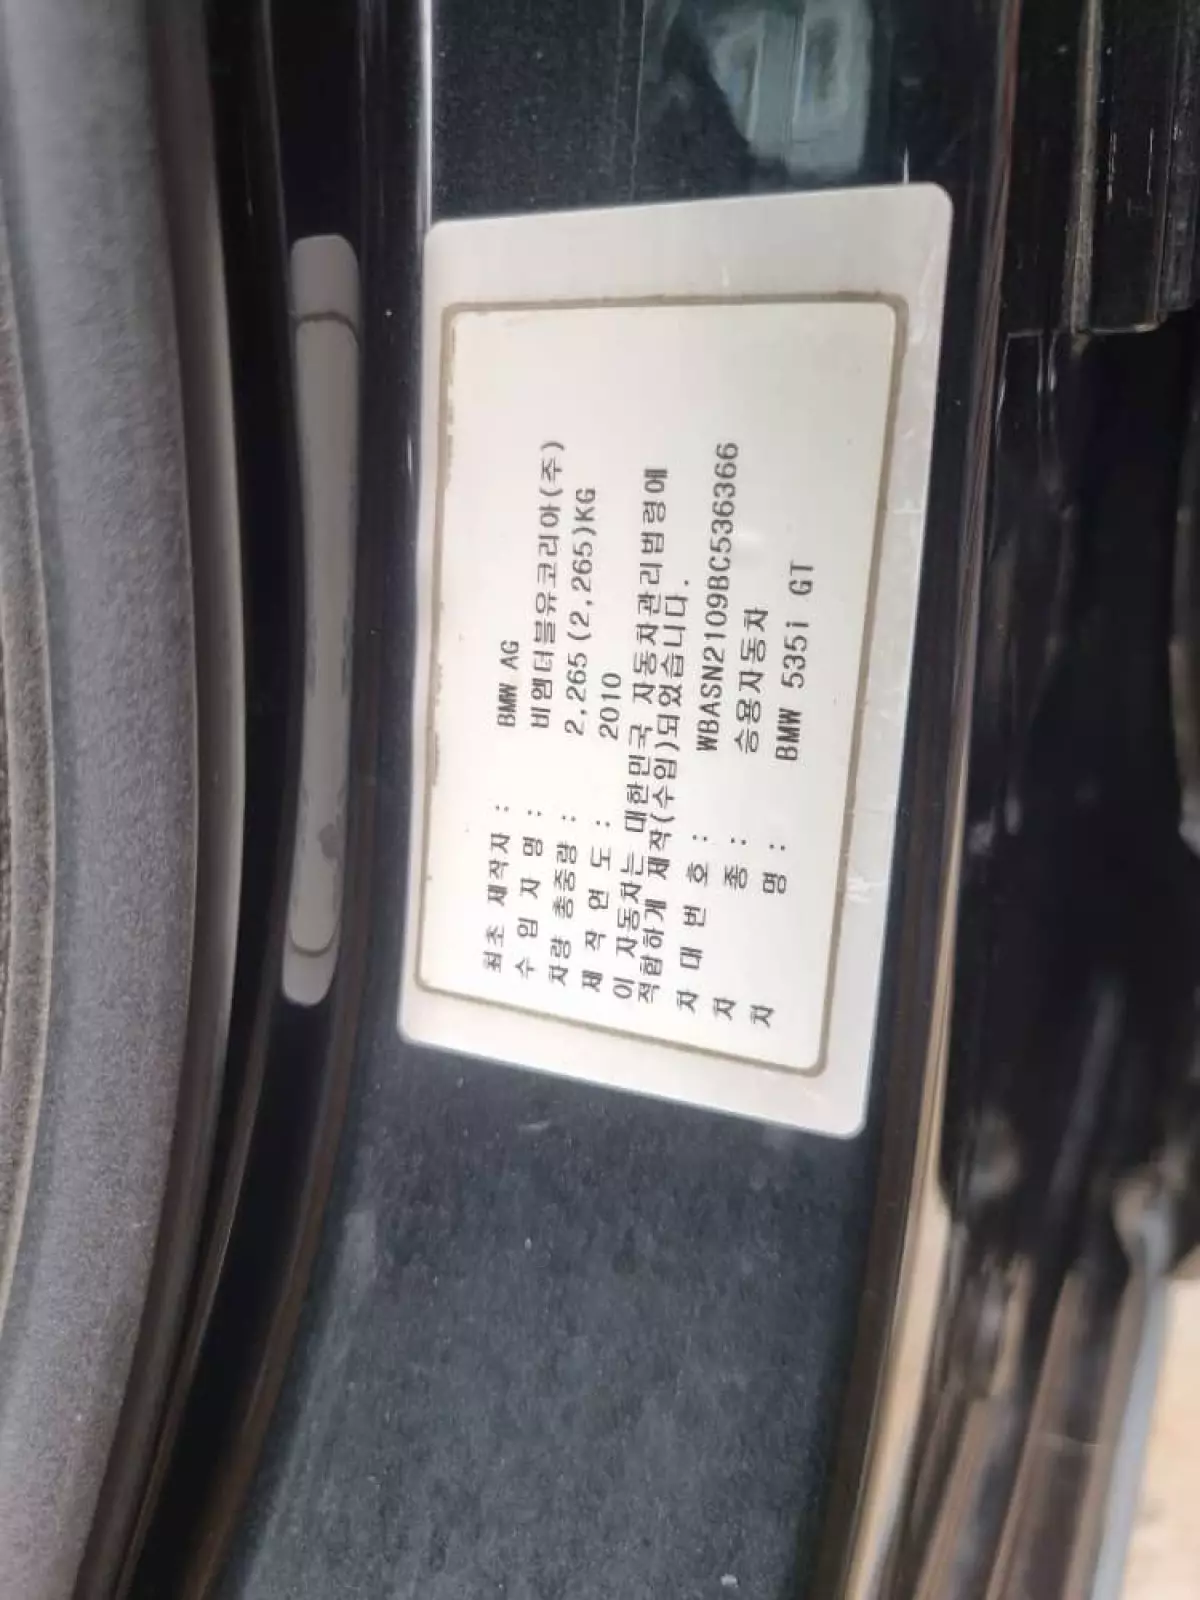 최초 제작자 : BMW AG
수 입 자 명 : 비엠더블유코리아(주)
차량 총중량 : 2,265(2,265)KG
제 작 연 도 : 2010
이 자동차는 대한민국 자동차관리법령에
적합하게 제작(수입)되었습니다.
차 대 번 호 : WBASN2109BC536366
차 종 : 승용자동차
차 명 : BMW 535i GT